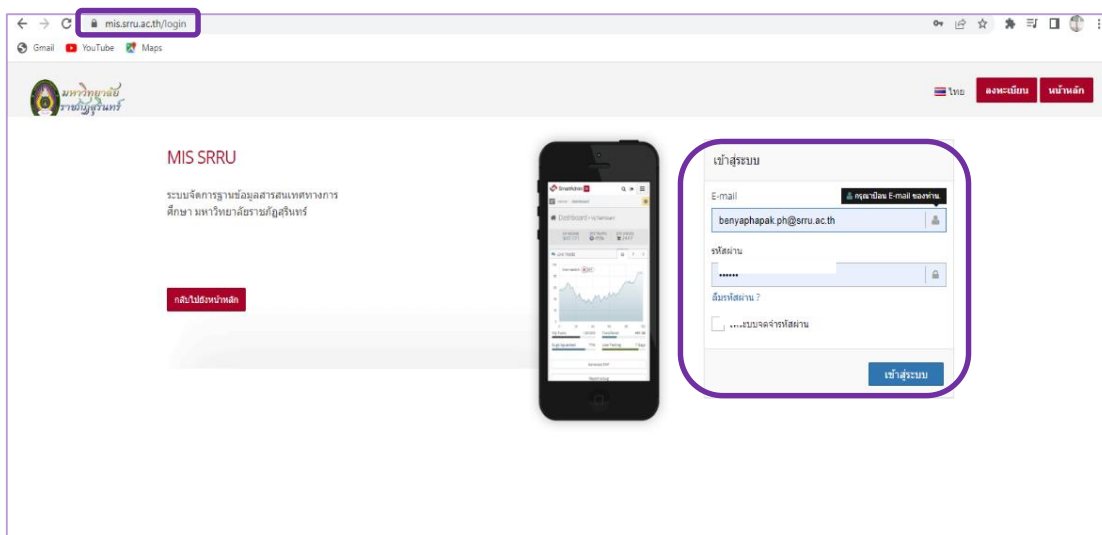 mis.srru.ac.th/login
Gmail YouTube Maps
มหาวิทยาลัย
ราชภัฏสุรินทร์
ไทย ลงทะเบียน หน้าหลัก
MIS SRRU
ระบบจัดการฐานข้อมูลสารสนเทศทางการ
ศึกษา มหาวิทยาลัยราชภัฏสุรินทร์
กลับไปยังหน้าหลัก
SmartAdmin
Dashboard
เข้าสู่ระบบ
E-mail
กรุณาป้อน E-mail ของท่าน.
benyaphapak.ph@srru.ac.th
รหัสผ่าน
••••••
ลืมรหัสผ่าน ?
ระบบจดจำรหัสผ่าน
เข้าสู่ระบบ